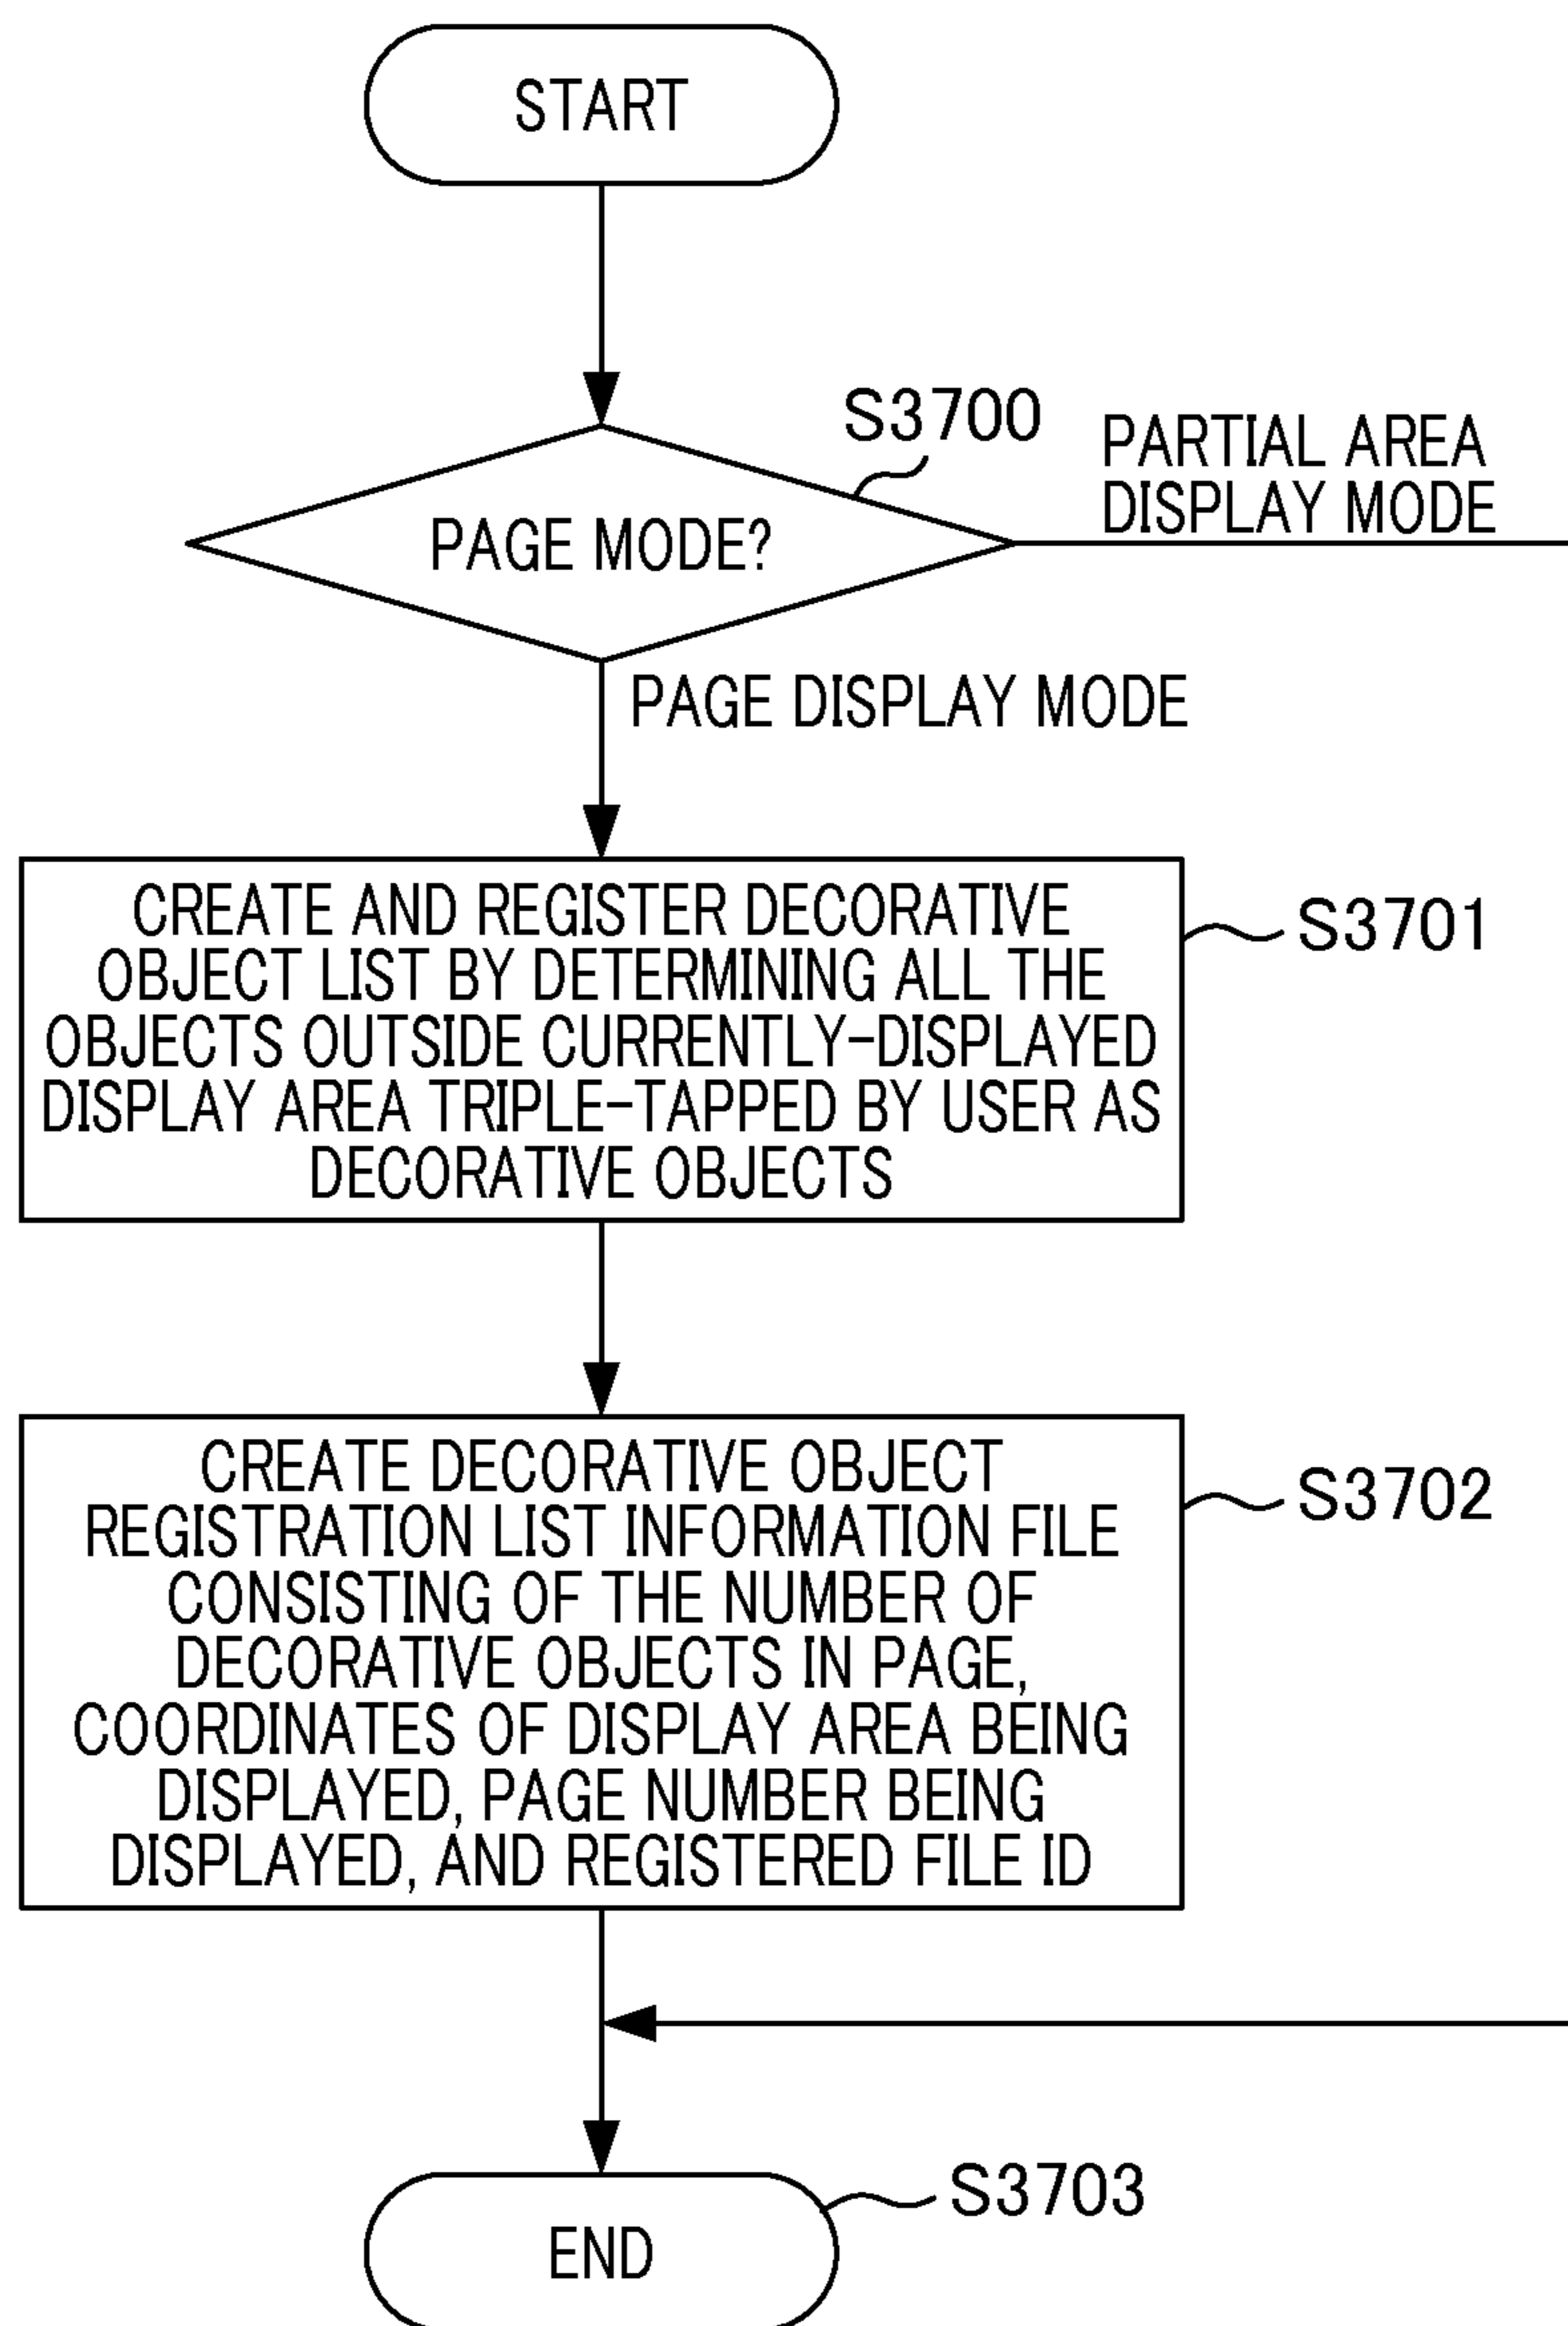 START
S3700
PARTIAL AREA
DISPLAY MODE
PAGE MODE?
PAGE DISPLAY MODE
CREATE AND REGISTER DECORATIVE
OBJECT LIST BY DETERMINING ALL THE
OBJECTS OUTSIDE CURRENTLY-DISPLAYED
DISPLAY AREA TRIPLE-TAPPED BY USER AS
DECORATIVE OBJECTS
S3701
CREATE DECORATIVE OBJECT
REGISTRATION LIST INFORMATION FILE
CONSISTING OF THE NUMBER OF
DECORATIVE OBJECTS IN PAGE,
COORDINATES OF DISPLAY AREA BEING
DISPLAYED, PAGE NUMBER BEING
DISPLAYED, AND REGISTERED FILE ID
S3702
S3703
END